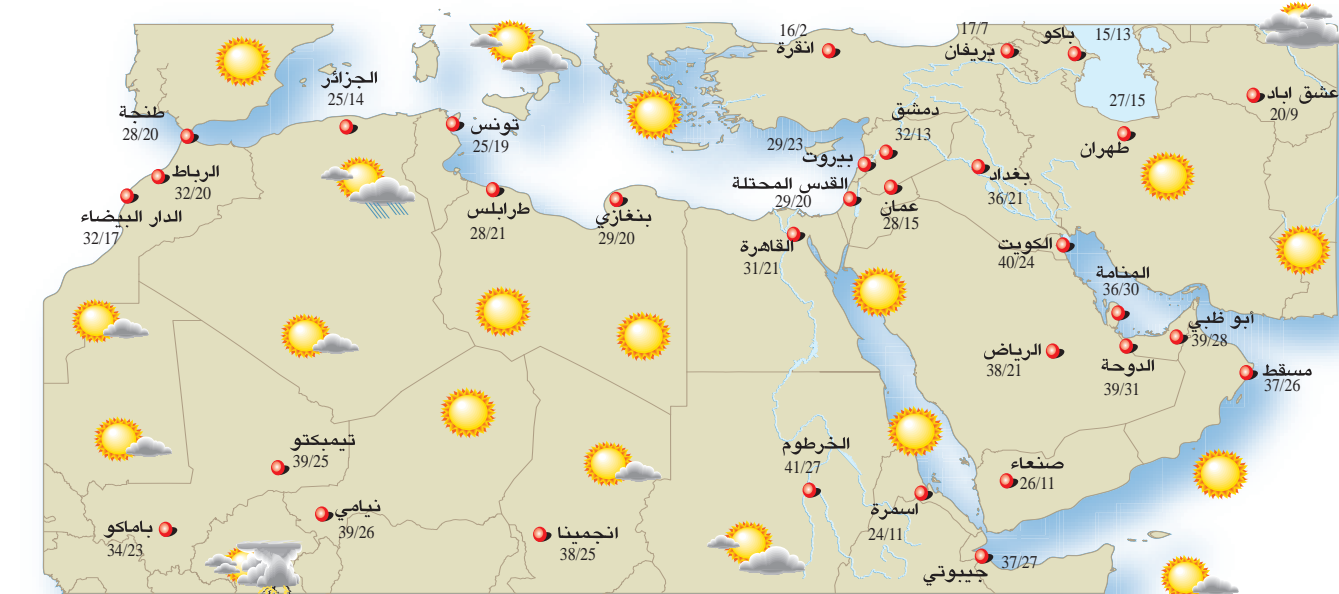 16/2
انقرة
17/7
يريفان
باكو
15/13
عشق اباد
20/9
27/15
طهران
دمشق
32/13
29/23
بيروت
بغداد
36/21
القدس المحتلة
29/20
عمان
28/15
القاهرة
31/21
الكويت
40/24
المنامة
36/30
أبو ظبي
39/28
الدوحة
39/31
الرياض
38/21
مسقط
37/26
صنعاء
26/11
الخرطوم
41/27
اسمرة
24/11
37/27
جيبوتي
الجزائر
25/14
طنجة
28/20
تونس
25/19
الرباط
32/20
الدار البيضاء
32/17
طرابلس
28/21
بنغازي
29/20
تيمبكتو
39/25
نيامي
39/26
باماكو
34/23
انجمينا
38/25